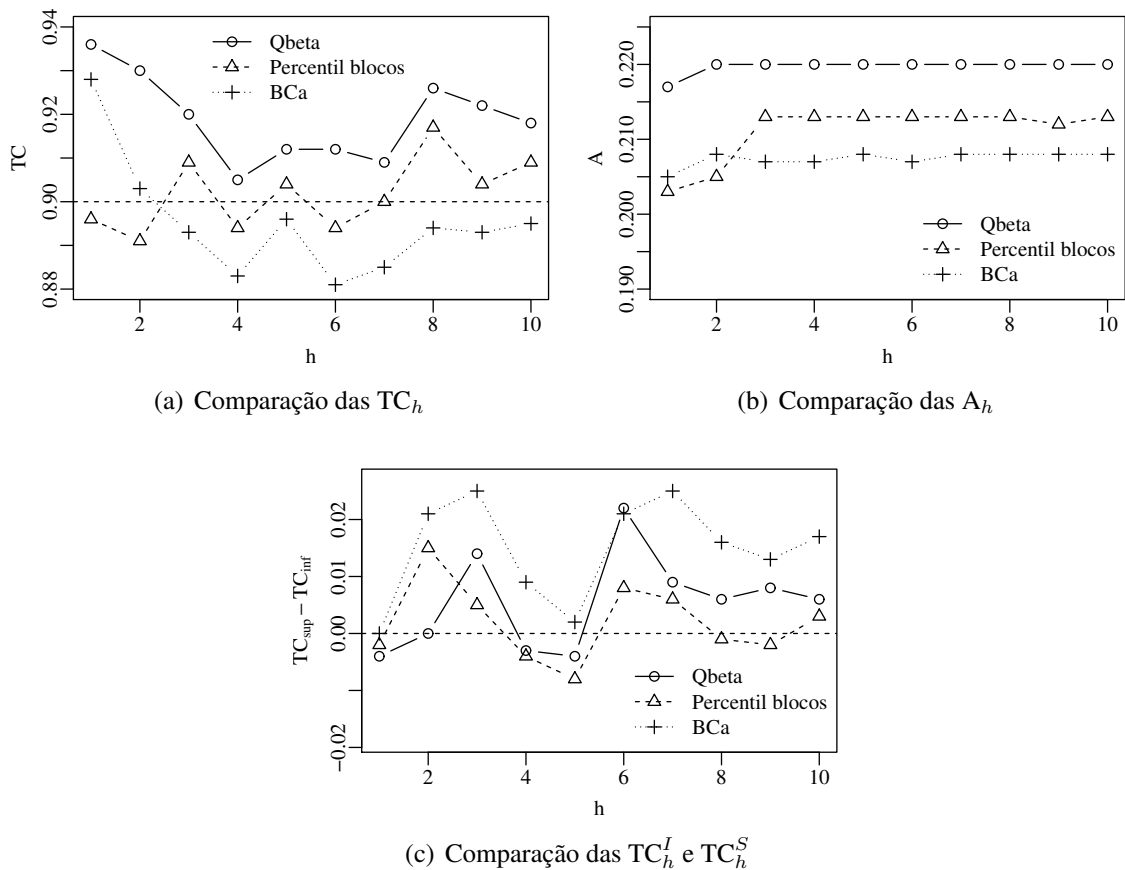 TC
0.88 0.90 0.92 0.94
Qbeta
Percentil blocos
BCa
2 4 6 8 10
h
(a) Comparação das TC_h
A
0.190 0.200 0.210 0.220
Qbeta
Percentil blocos
BCa
2 4 6 8 10
h
(b) Comparação das A_h
TC_sup − TC_inf
−0.02 0.00 0.01 0.02
Qbeta
Percentil blocos
BCa
2 4 6 8 10
h
(c) Comparação das TC_h^I e TC_h^S